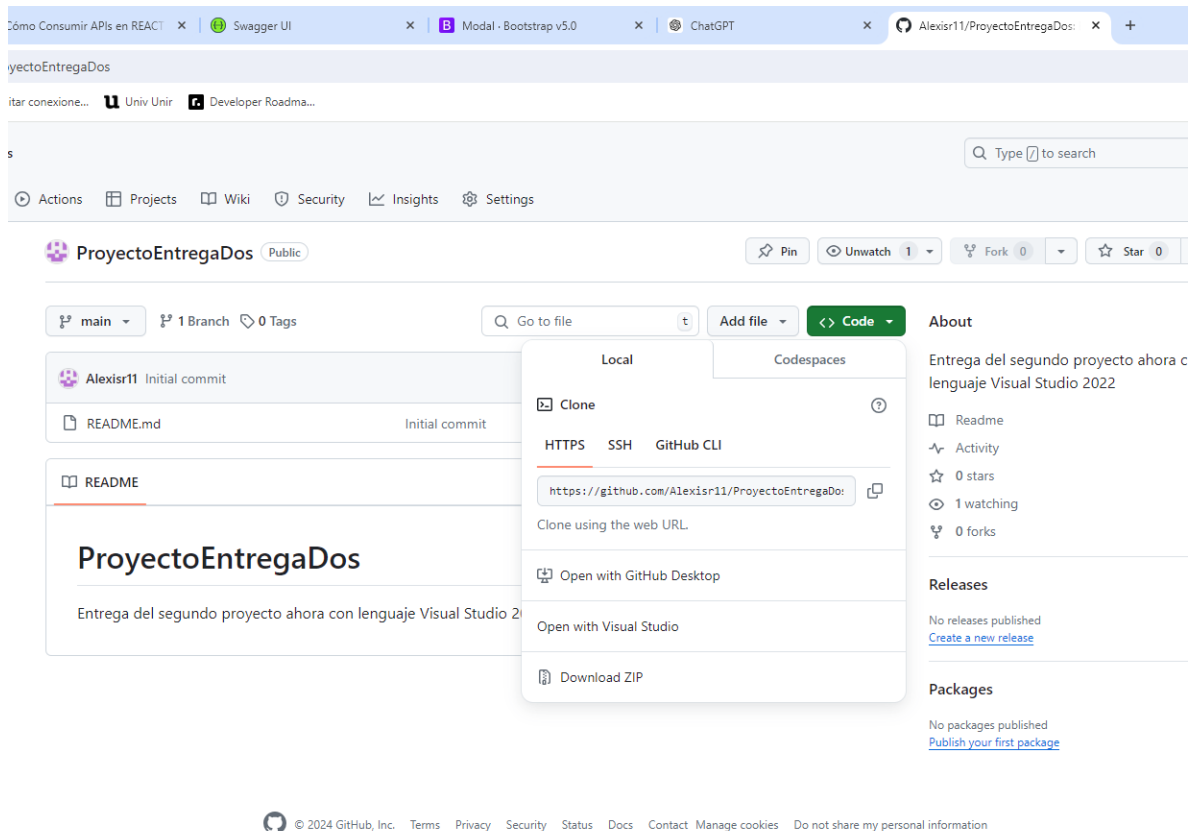 Cómo Consumir APIs en REACT × Swagger UI × B Modal · Bootstrap v5.0 × ChatGPT × Alexisr11/ProyectoEntregaDos: × +
oyectoEntregaDos
itar conexione... Univ Unir r. Developer Roadma...
s Type / to search
Actions Projects Wiki Security Insights Settings
ProyectoEntregaDos Public Pin Unwatch 1 Fork 0 Star 0
main 1 Branch 0 Tags Go to file t Add file <> Code About
Local Codespaces
Entrega del segundo proyecto ahora c
lenguaje Visual Studio 2022
Alexisr11 Initial commit
Clone
README.md Initial commit
Readme
HTTPS SSH GitHub CLI
Activity
README
0 stars
https://github.com/Alexisr11/ProyectoEntregaDos
1 watching
Clone using the web URL.
0 forks
ProyectoEntregaDos
Open with GitHub Desktop
Releases
Entrega del segundo proyecto ahora con lenguaje Visual Studio 20
Open with Visual Studio
No releases published
Create a new release
Download ZIP
Packages
No packages published
Publish your first package
© 2024 GitHub, Inc. Terms Privacy Security Status Docs Contact Manage cookies Do not share my personal information